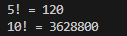 5! = 120
10! = 3628800